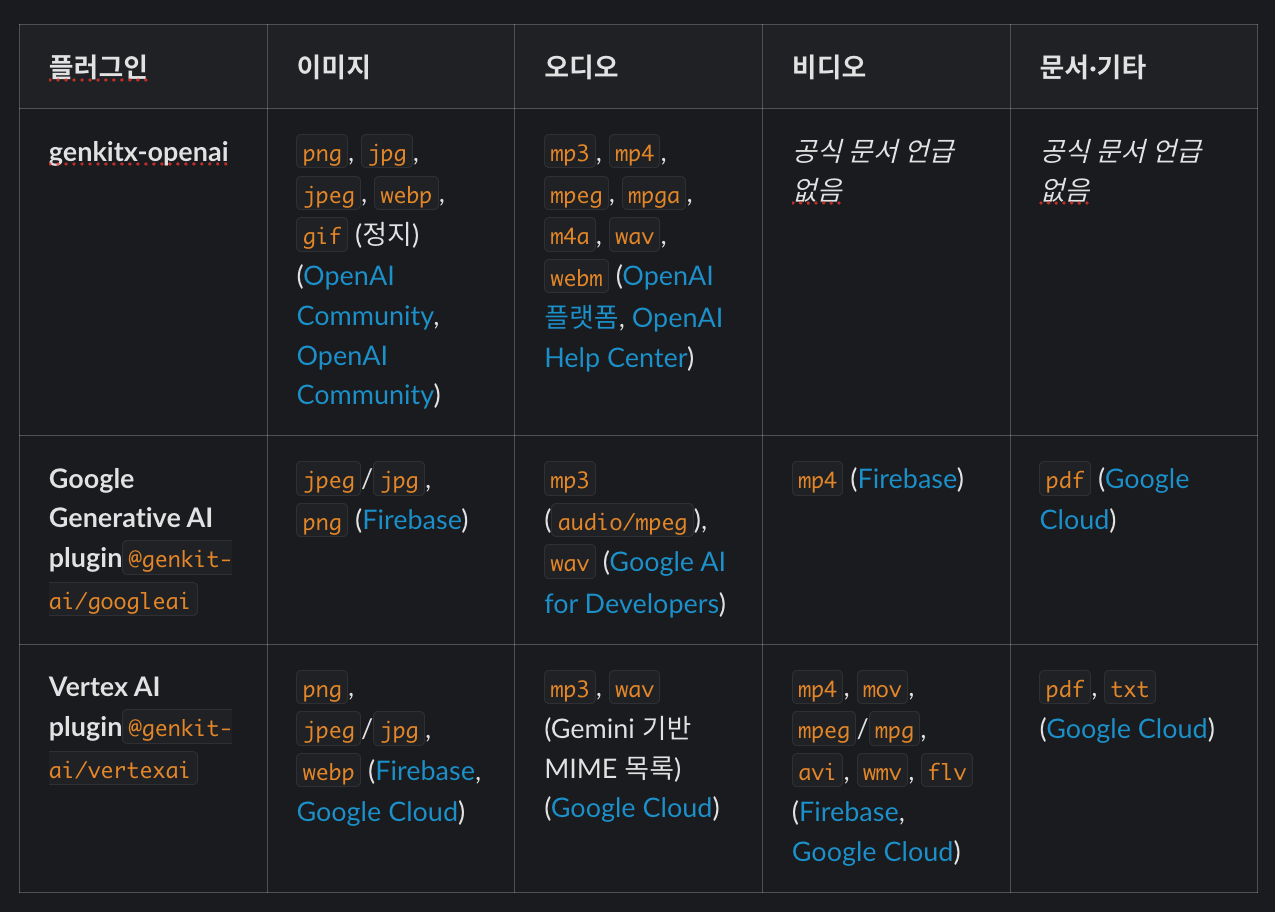 플러그인
이미지
오디오
비디오
문서·기타
genkitx-openai
png, jpg,
jpeg, webp,
gif (정지)
(OpenAI
Community,
OpenAI
Community)
mp3, mp4,
mpeg, mpga,
m4a, wav,
webm (OpenAI
플랫폼, OpenAI
Help Center)
공식 문서 언급
없음
공식 문서 언급
없음
Google
Generative AI
plugin @genkit-
ai/googleai
jpeg/jpg,
png (Firebase)
mp3
(audio/mpeg),
wav (Google AI
for Developers)
mp4 (Firebase)
pdf (Google
Cloud)
Vertex AI
plugin @genkit-
ai/vertexai
png,
jpeg/jpg,
webp (Firebase,
Google Cloud)
mp3, wav
(Gemini 기반
MIME 목록)
(Google Cloud)
mp4, mov,
mpeg/mpg,
avi, wmv, flv
(Firebase,
Google Cloud)
pdf, txt
(Google Cloud)